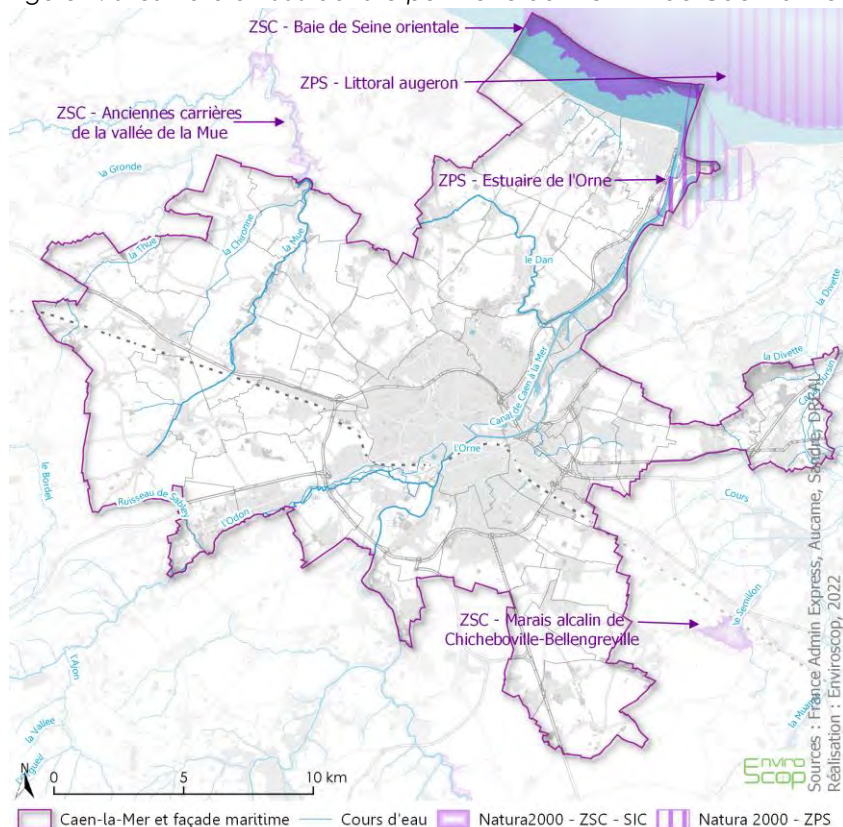 ZSC - Baie de Seine orientale
ZPS - Littoral augeron
ZSC - Anciennes carrières
de la vallée de la Mue
la Gronde
ZPS - Estuaire de l'Orne
la Thue
la Chironne
la Mue
le Dan
la Divette
la Divette
Canal de Caen à la Mer
l'Orne
le Bordel
Ruisseau de Sabley
l'Odon
Cours
ZSC - Marais alcalin de
Chicheboville-Bellengreville
le Semillon
l'Ajon
la Vallée
N
0 5 10 km
Enviro
Scop
Sources : France Admin Express, Aucame, Sandre, DREAL
Réalisation : Enviroscop, 2022
Caen-la-Mer et façade maritime
Cours d'eau
Natura2000 - ZSC - SIC
Natura 2000 - ZPS